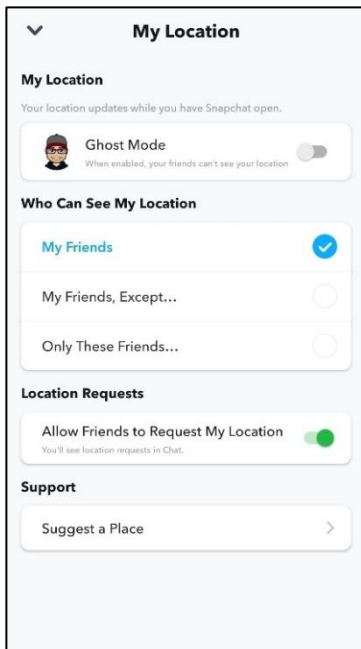 My Location
My Location
Your location updates while you have Snapchat open.
Ghost Mode
When enabled, your friends can't see your location
Who Can See My Location
My Friends
My Friends, Except...
Only These Friends...
Location Requests
Allow Friends to Request My Location
You'll see location requests in Chat.
Support
Suggest a Place